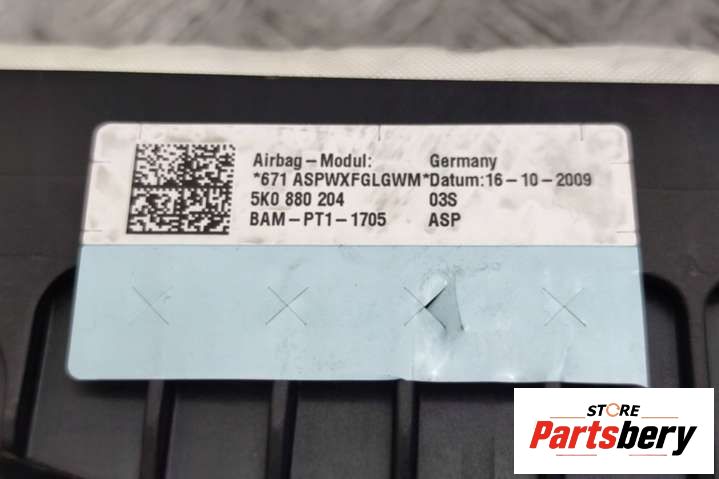 Airbag-Modul: Germany
*671 ASPWXFGLGWM*Datum:16-10-2009
5K0 880 204 03S
BAM-PT1-1705 ASP
STORE
Partsbery